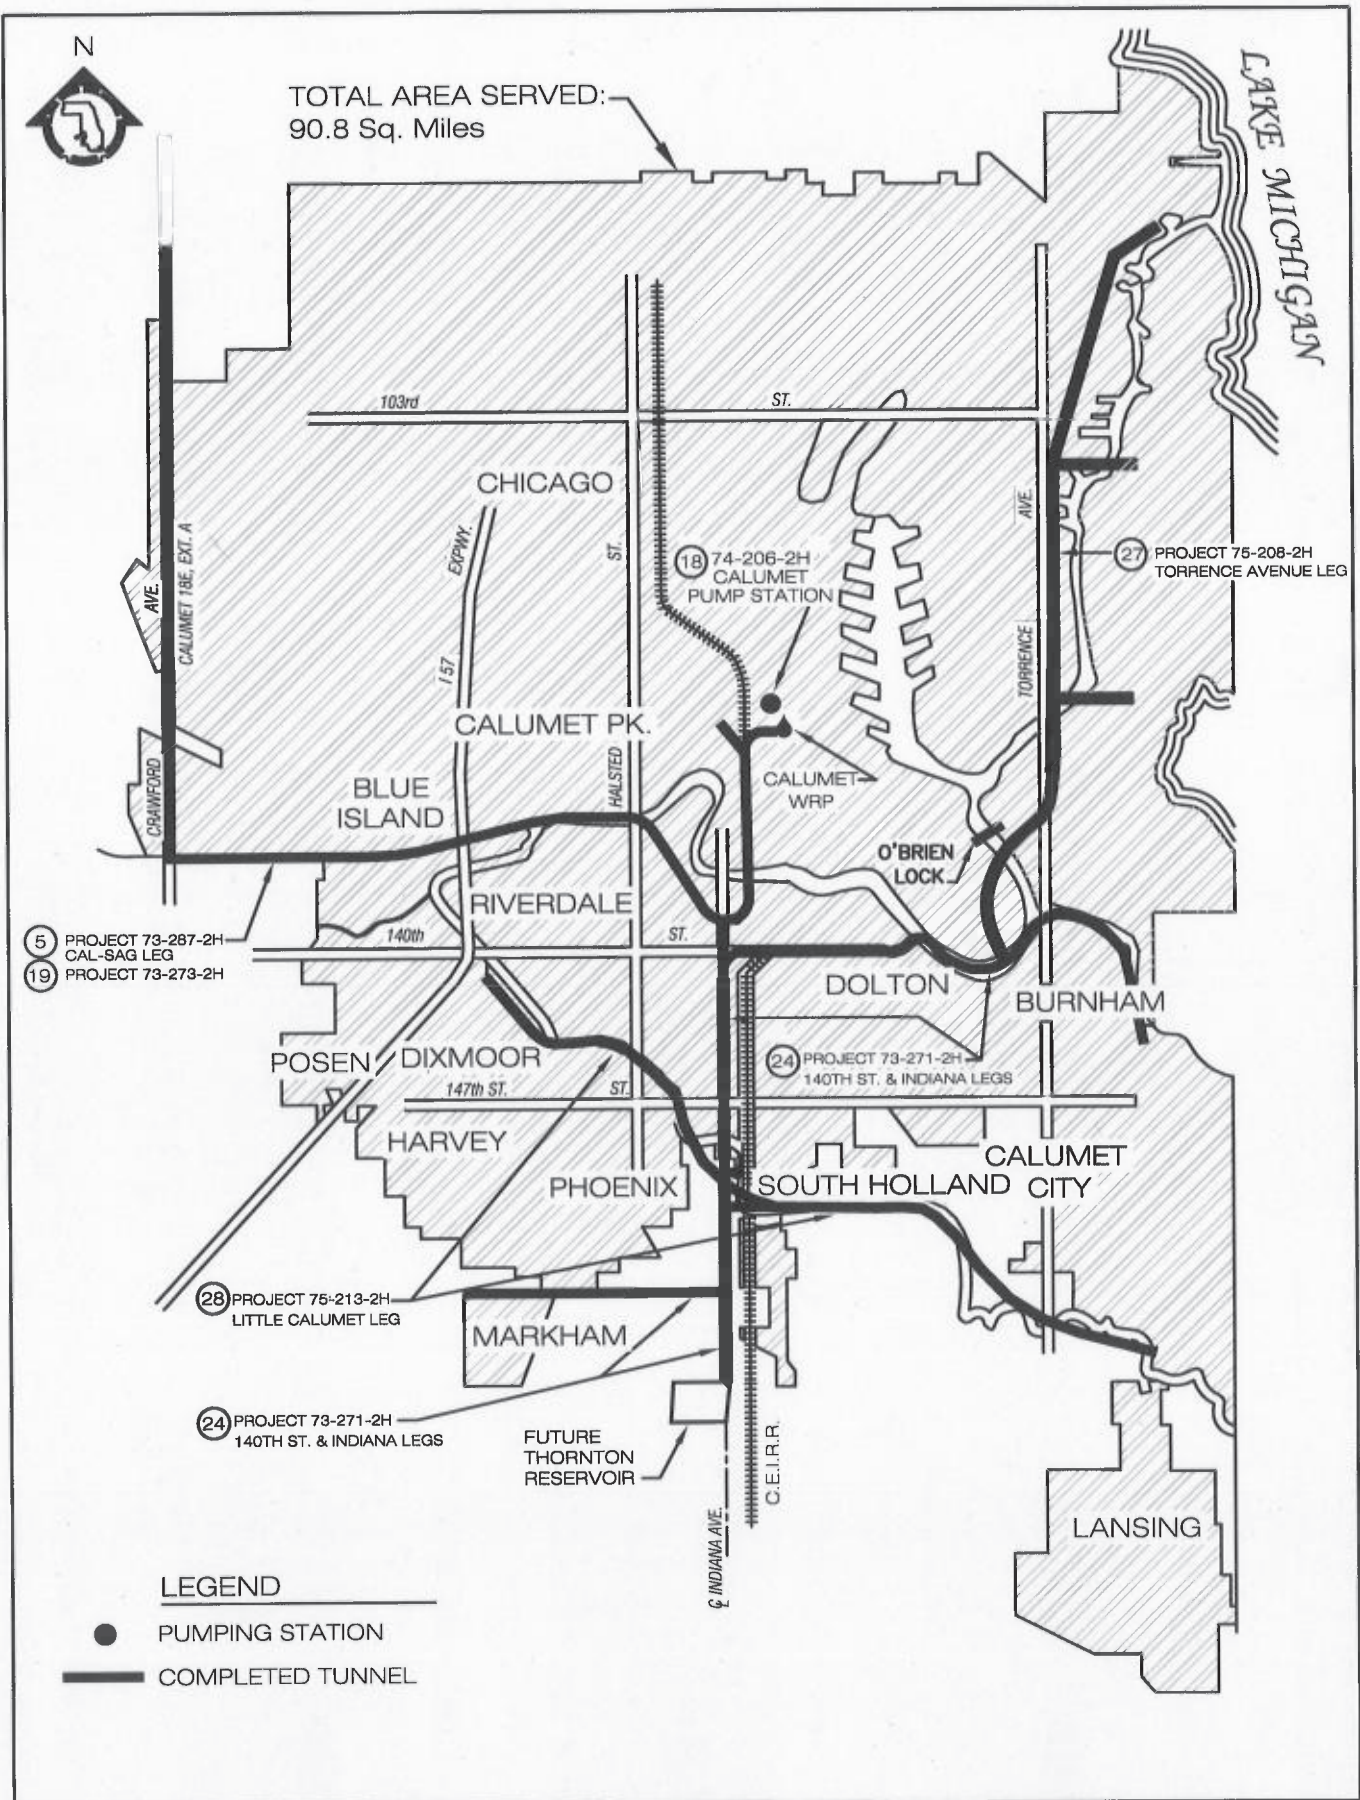 N
TOTAL AREA SERVED:
90.8 Sq. Miles
LAKE MICHIGAN
103rd
ST.
CHICAGO
EXPWY.
I 57
ST.
HALSTED
AVE.
CRAWFORD
CALUMET 18E, EXT. A
18 74-206-2H
CALUMET
PUMP STATION
AVE.
TORRENCE
27 PROJECT 75-208-2H
TORRENCE AVENUE LEG
CALUMET PK.
CALUMET
WRP
BLUE
ISLAND
O'BRIEN
LOCK
RIVERDALE
140th
ST.
5 PROJECT 73-287-2H
CAL-SAG LEG
19 PROJECT 73-273-2H
DOLTON
BURNHAM
POSEN
DIXMOOR
24 PROJECT 73-271-2H
140TH ST. & INDIANA LEGS
147th ST.
ST.
HARVEY
CALUMET
CITY
PHOENIX
SOUTH HOLLAND
28 PROJECT 75-213-2H
LITTLE CALUMET LEG
MARKHAM
24 PROJECT 73-271-2H
140TH ST. & INDIANA LEGS
FUTURE
THORNTON
RESERVOIR
C.E.I.R.R.
℄ INDIANA AVE.
LANSING
LEGEND
PUMPING STATION
COMPLETED TUNNEL